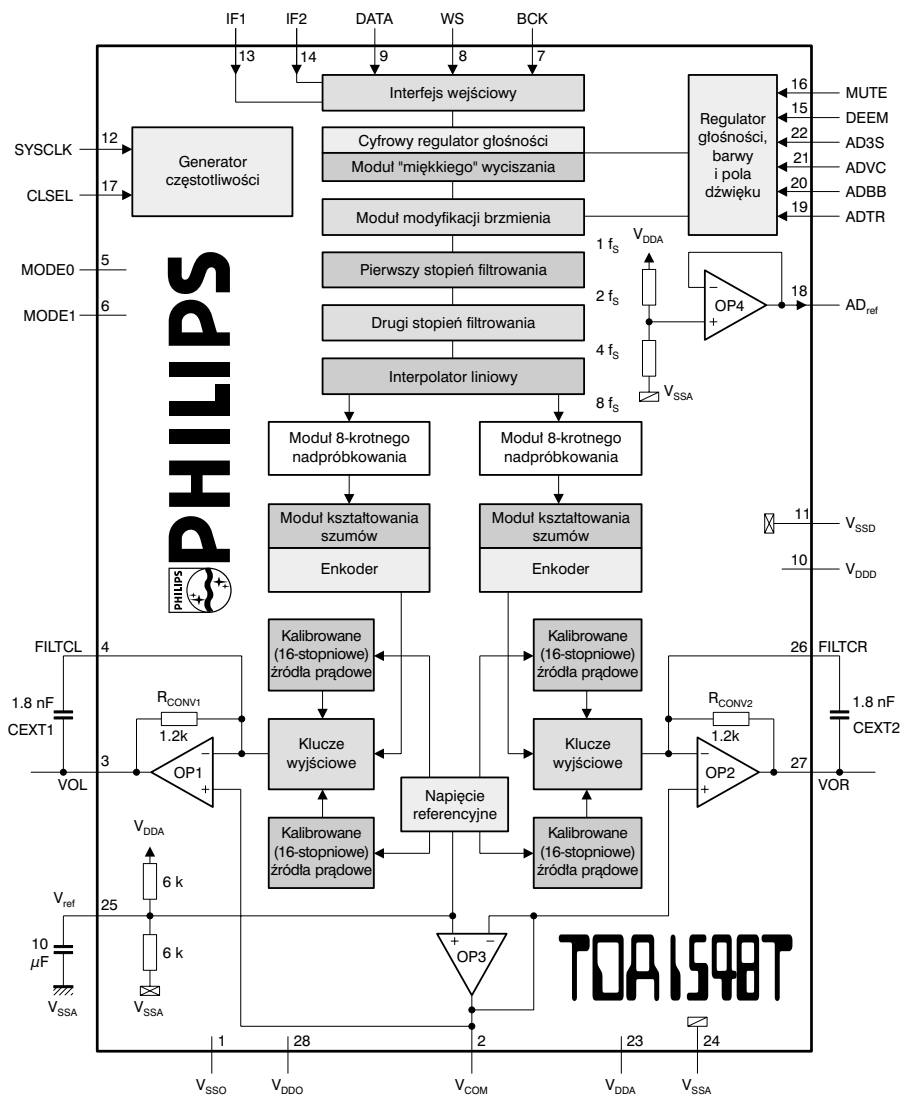 IF1 IF2 DATA WS BCK
13 14 9 8 7
Interfejs wejściowy
Cyfrowy regulator głośności
Moduł "miękkiego" wyciszania
Moduł modyfikacji brzmienia
Pierwszy stopień filtrowania
Drugi stopień filtrowania
Interpolator liniowy
1 fS
2 fS
4 fS
8 fS
SYSCLK 12
CLSEL 17
Generator
częstotliwości
MODE0 5
MODE1 6
PHILIPS
PHILIPS
Regulator
głośności,
barwy
i pola
dźwięku
16 MUTE
15 DEEM
22 AD3S
21 ADVC
20 ADBB
19 ADTR
VDDA
VSSA
OP4
− +
18 ADref
Moduł 8-krotnego
nadpróbkowania
Moduł 8-krotnego
nadpróbkowania
Moduł kształtowania
szumów
Enkoder
Moduł kształtowania
szumów
Enkoder
11 VSSD
10 VDDD
FILTCL 4
1.8 nF
CEXT1
RCONV1
1.2k
3
VOL
OP1
− +
Kalibrowane
(16-stopniowe)
źródła prądowe
Klucze
wyjściowe
Kalibrowane
(16-stopniowe)
źródła prądowe
Napięcie
referencyjne
Kalibrowane
(16-stopniowe)
źródła prądowe
Klucze
wyjściowe
Kalibrowane
(16-stopniowe)
źródła prądowe
26 FILTCR
RCONV2
1.2k
1.8 nF
CEXT2
OP2
− +
27
VOR
VDDA
6 k
Vref 25
10
µF
6 k
VSSA
VSSA
+ −
OP3
TDA1548T
1 28 2 23 24
VSSO VDDO VCOM VDDA VSSA